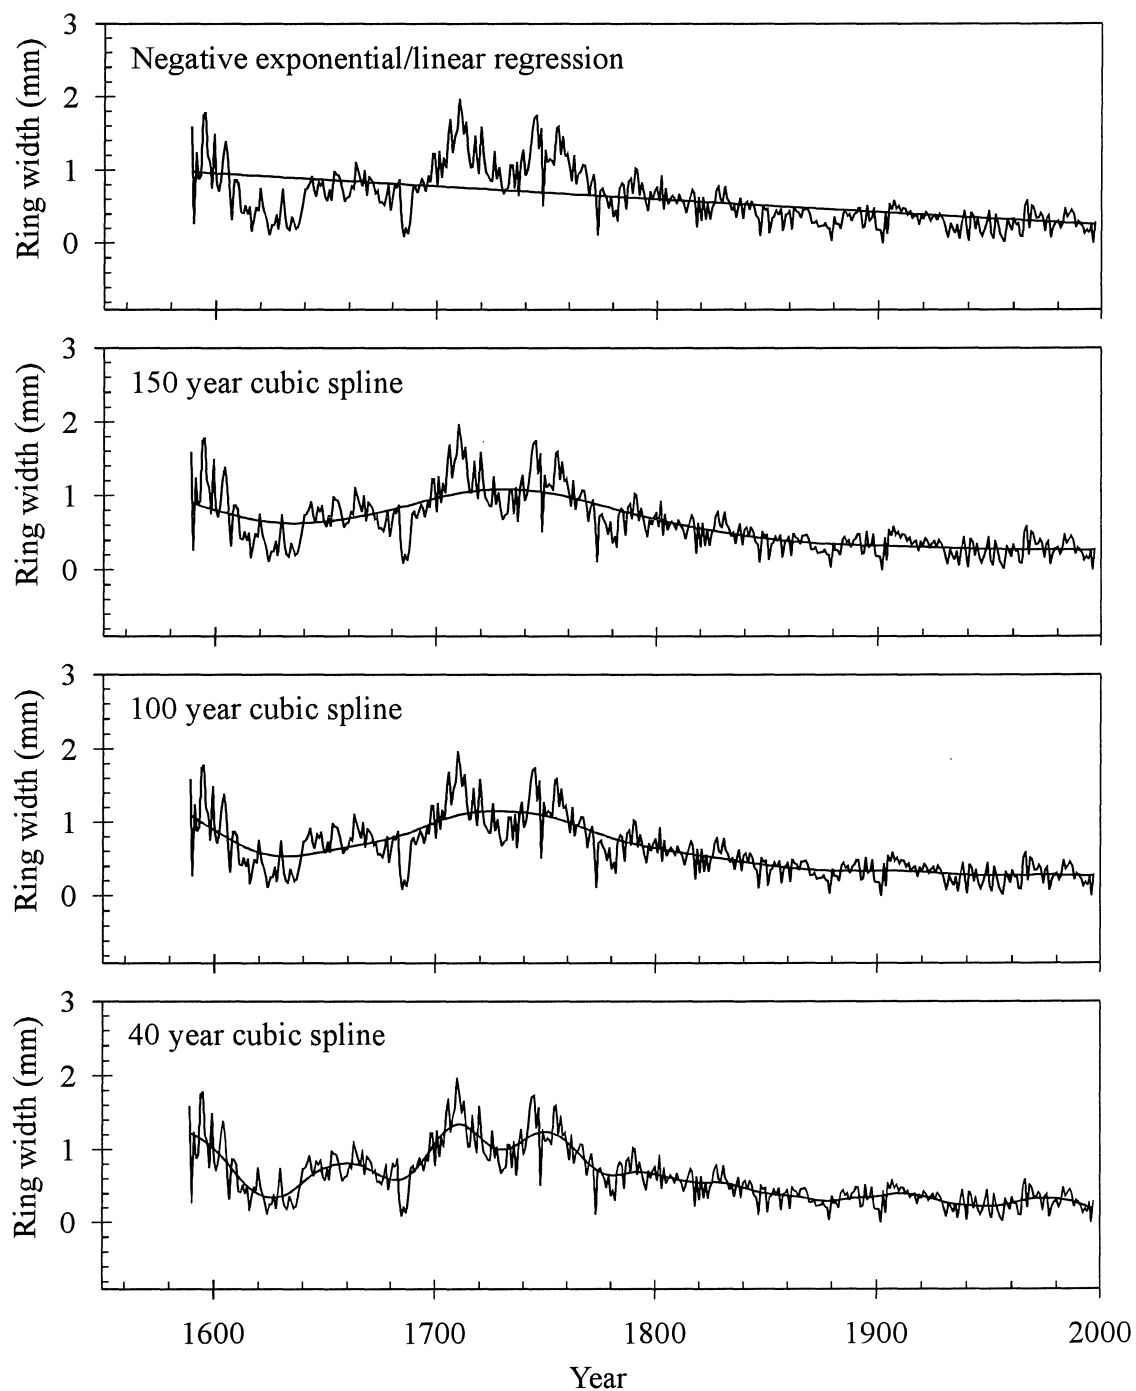 Negative exponential/linear regression
Ring width (mm)
3
2
1
0
150 year cubic spline
Ring width (mm)
3
2
1
0
100 year cubic spline
Ring width (mm)
3
2
1
0
40 year cubic spline
Ring width (mm)
3
2
1
0
1600 1700 1800 1900 2000
Year